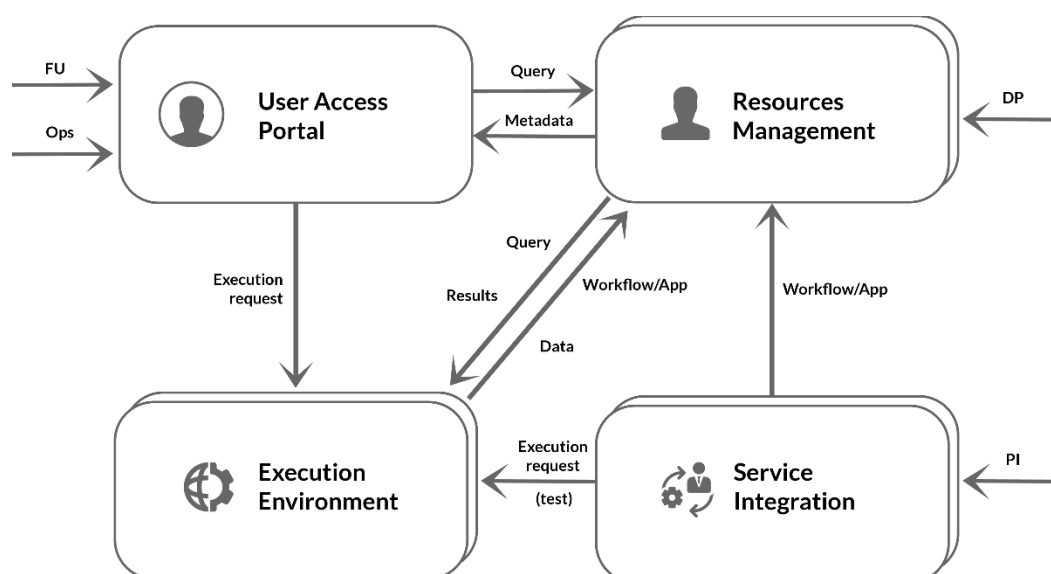 FU
Ops
User Access
Portal
Query
Metadata
Resources
Management
DP
Execution
request
Query
Results
Workflow/App
Data
Workflow/App
Execution
Environment
Execution
request
(test)
Service
Integration
PI